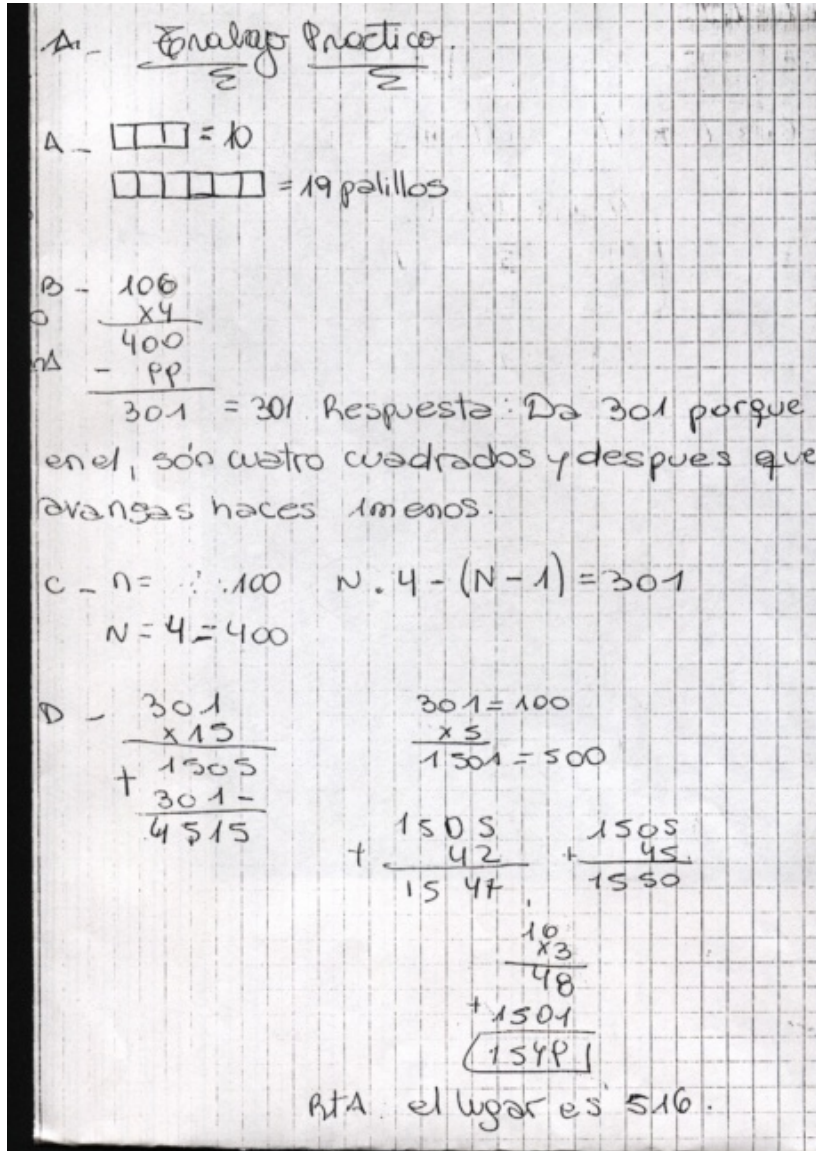 A- Trabajo Práctico.
A - = 10
= 19 palillos
B - 100
x4
400
- 99
301 = 301 Respuesta: Da 301 porque
en el, són cuatro cuadrados y despues que
avansas haces 1 menos.
C - n= 100 N . 4 - (N - 1) = 301
N = 4 = 400
D - 301
x 15
+ 1505
301-
4515
301 = 100
x 5
1501 = 500
1505
+ 42
1547
1505
+ 45
1550
16
x3
48
+ 1501
1549
RtA el lugar es 516.